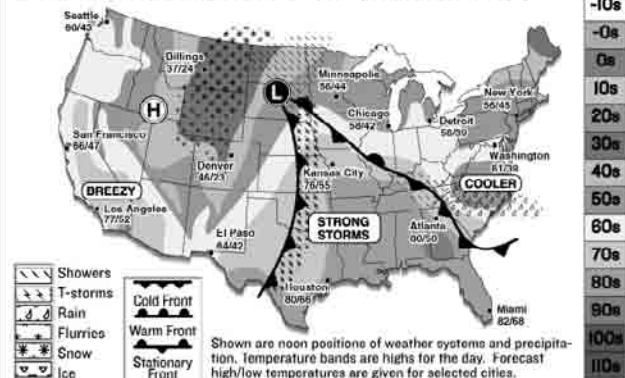 Seattle
60/43
Billings
37/24
Minneapolis
56/44
New York
56/45
Chicago
58/42
Detroit
56/39
San Francisco
66/47
Denver
46/23
Kansas City
76/55
Washington
61/39
BREEZY
COOLER
Los Angeles
77/52
El Paso
84/42
STRONG
STORMS
Atlanta
80/50
Houston
80/66
Miami
82/68
H
L
Showers
T-storms
Rain
Flurries
Snow
Ice
Cold Front
Warm Front
Stationary
Front
Shown are noon positions of weather systems and precipita-
tion. Temperature bands are highs for the day. Forecast
high/low temperatures are given for selected cities.
-10s
-0s
0s
10s
20s
30s
40s
50s
60s
70s
80s
90s
100s
110s